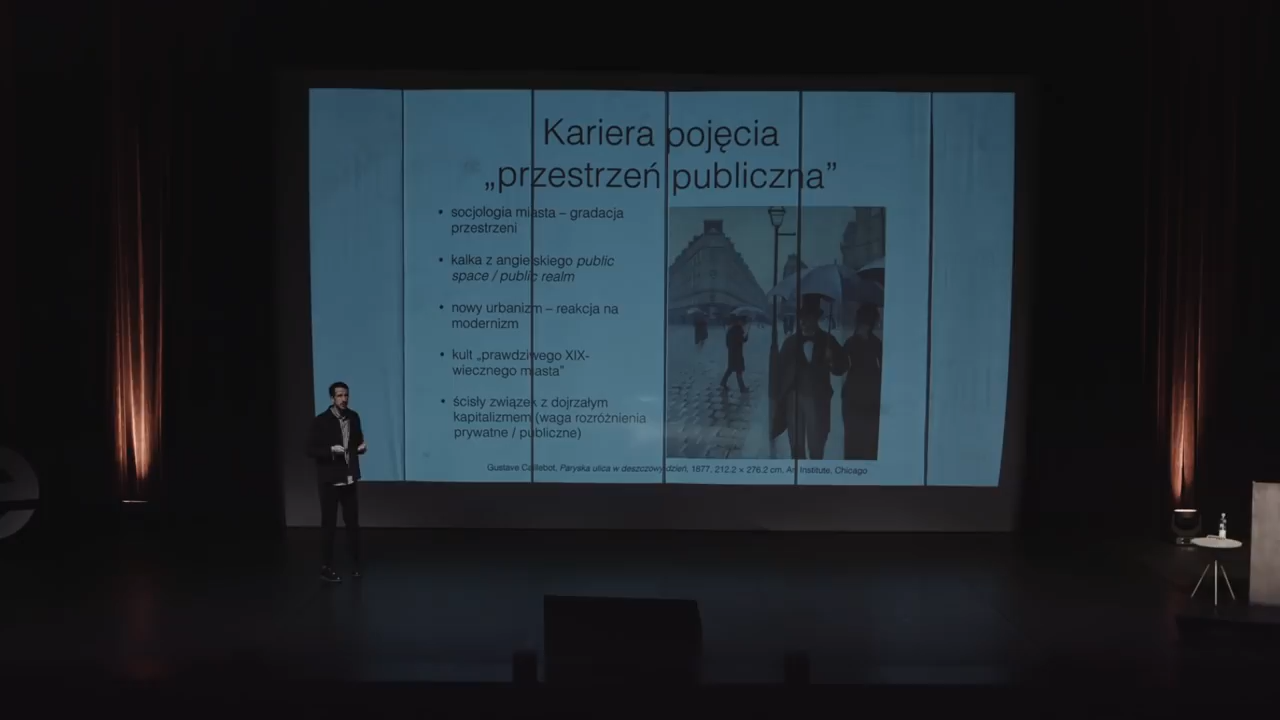 Kariera pojęcia
„przestrzeń publiczna”
• socjologia miasta – gradacja
przestrzeni
• kalka z angielskiego public
space / public realm
• nowy urbanizm – reakcja na
modernizm
• kult „prawdziwego XIX-
wiecznego miasta”
• ścisły związek z dojrzałym
kapitalizmem (waga rozróżnienia
prywatne / publiczne)
Gustave Caillebot, Paryska ulica w deszczowy dzień, 1877, 212.2 × 276.2 cm, Art Institute, Chicago